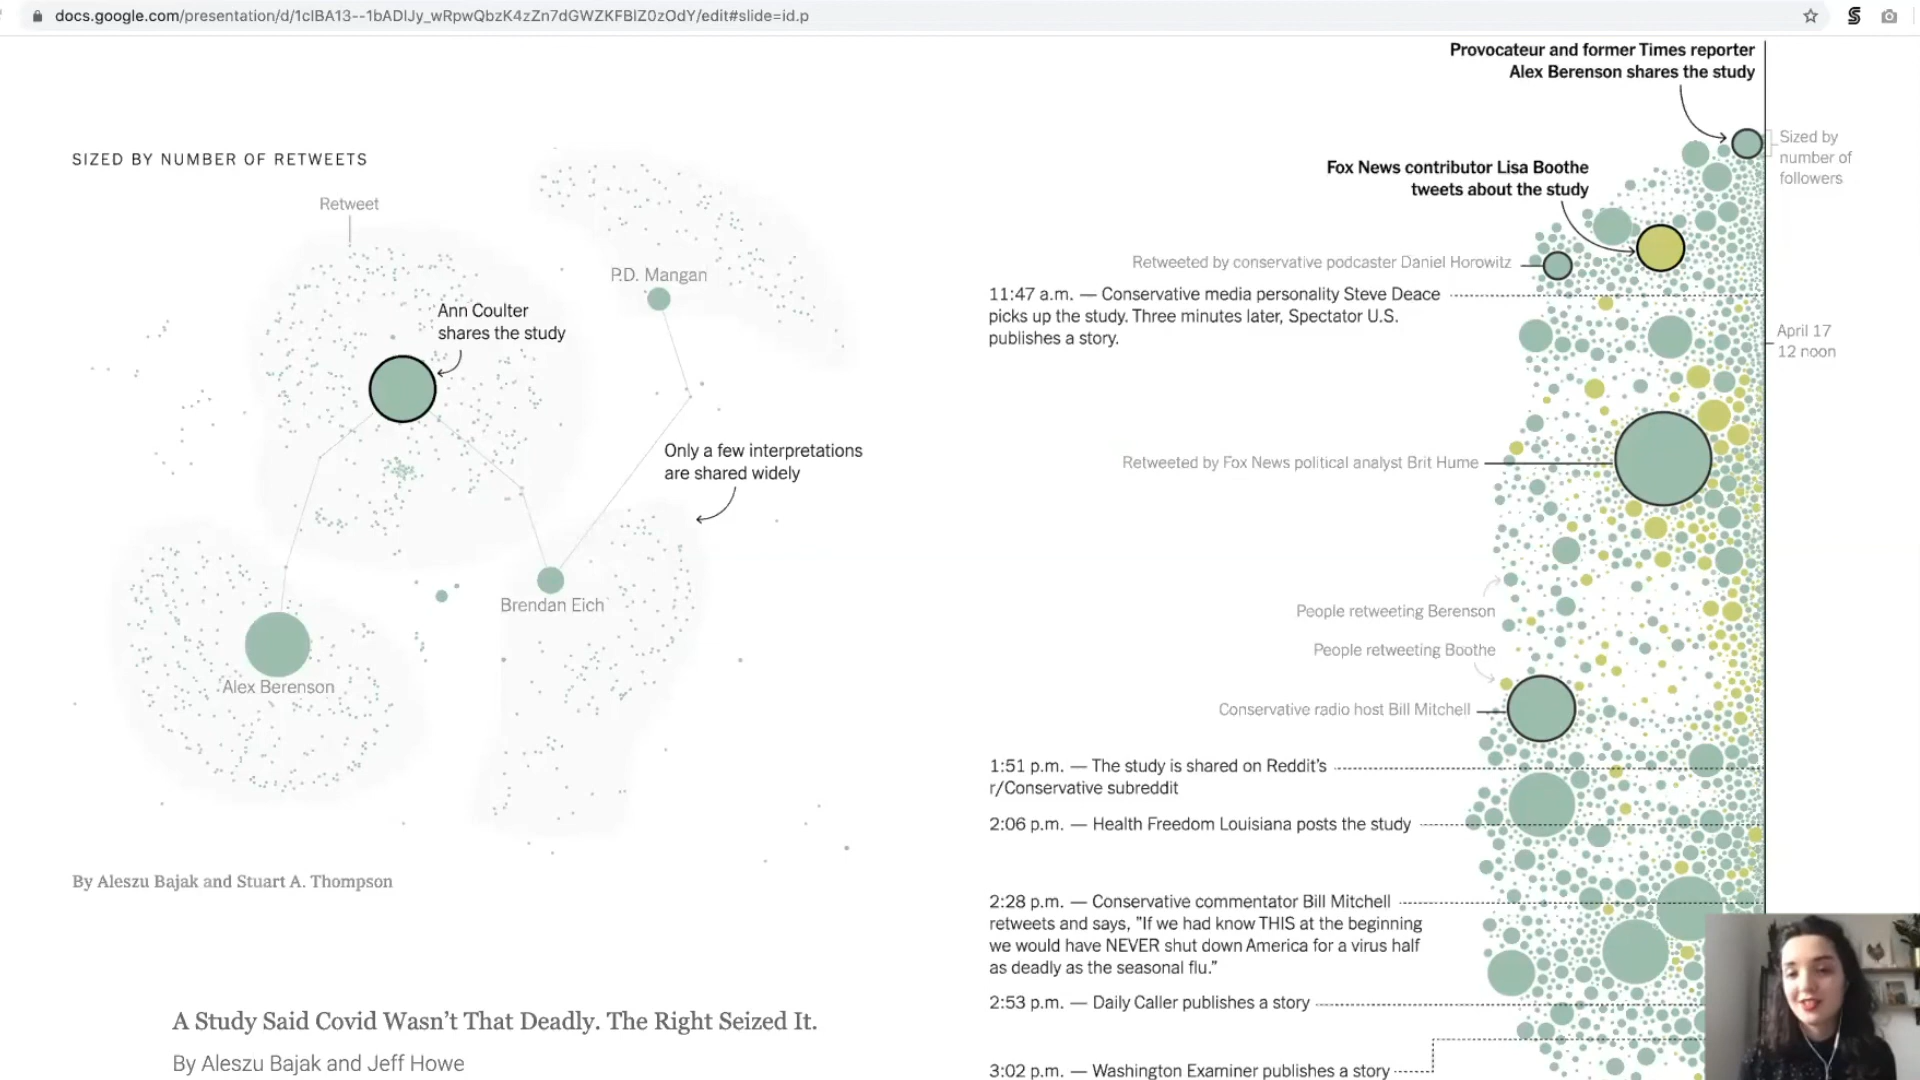 docs.google.com/presentation/d/1cIBA13--1bADIJy_wRpwQbzK4zZn7dGWZKFBIZ0zOdY/edit#slide=id.p
SIZED BY NUMBER OF RETWEETS
Retweet
P.D. Mangan
Ann Coulter
shares the study
Only a few interpretations
are shared widely
Brendan Eich
Alex Berenson
By Aleszu Bajak and Stuart A. Thompson
A Study Said Covid Wasn't That Deadly. The Right Seized It.
By Aleszu Bajak and Jeff Howe
Provocateur and former Times reporter
Alex Berenson shares the study
Sized by
number of
followers
Fox News contributor Lisa Boothe
tweets about the study
Retweeted by conservative podcaster Daniel Horowitz
11:47 a.m. — Conservative media personality Steve Deace
picks up the study. Three minutes later, Spectator U.S.
publishes a story.
April 17
12 noon
Retweeted by Fox News political analyst Brit Hume
People retweeting Berenson
People retweeting Boothe
Conservative radio host Bill Mitchell
1:51 p.m. — The study is shared on Reddit's
r/Conservative subreddit
2:06 p.m. — Health Freedom Louisiana posts the study
2:28 p.m. — Conservative commentator Bill Mitchell
retweets and says, "If we had know THIS at the beginning
we would have NEVER shut down America for a virus half
as deadly as the seasonal flu."
2:53 p.m. — Daily Caller publishes a story
3:02 p.m. — Washington Examiner publishes a story